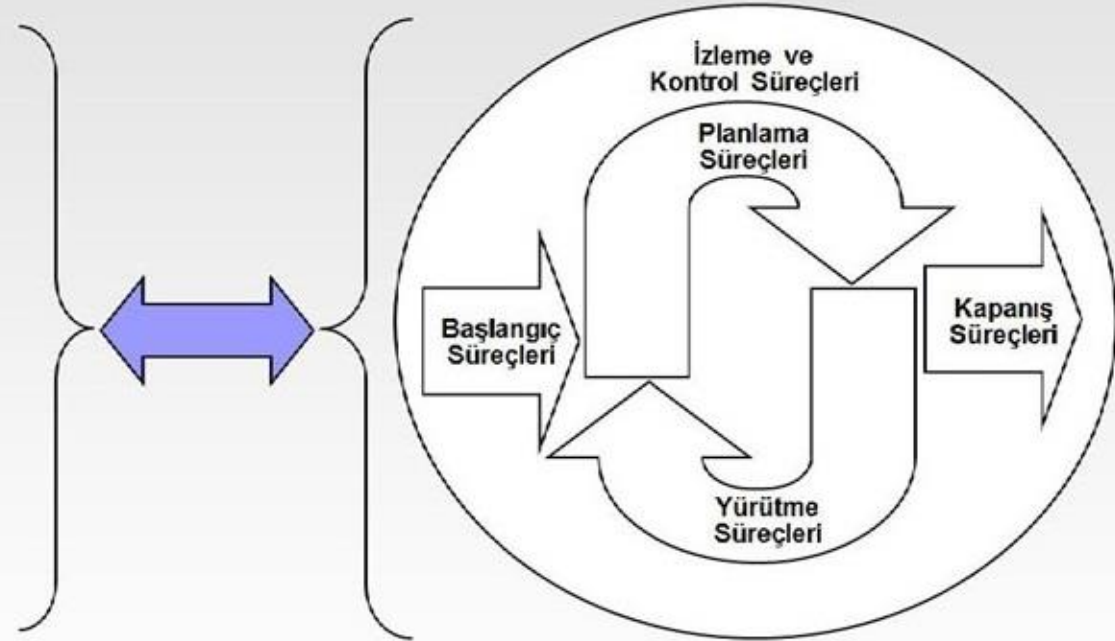 İzleme ve
Kontrol Süreçleri
Planlama
Süreçleri
Başlangıç
Süreçleri
Kapanış
Süreçleri
Yürütme
Süreçleri